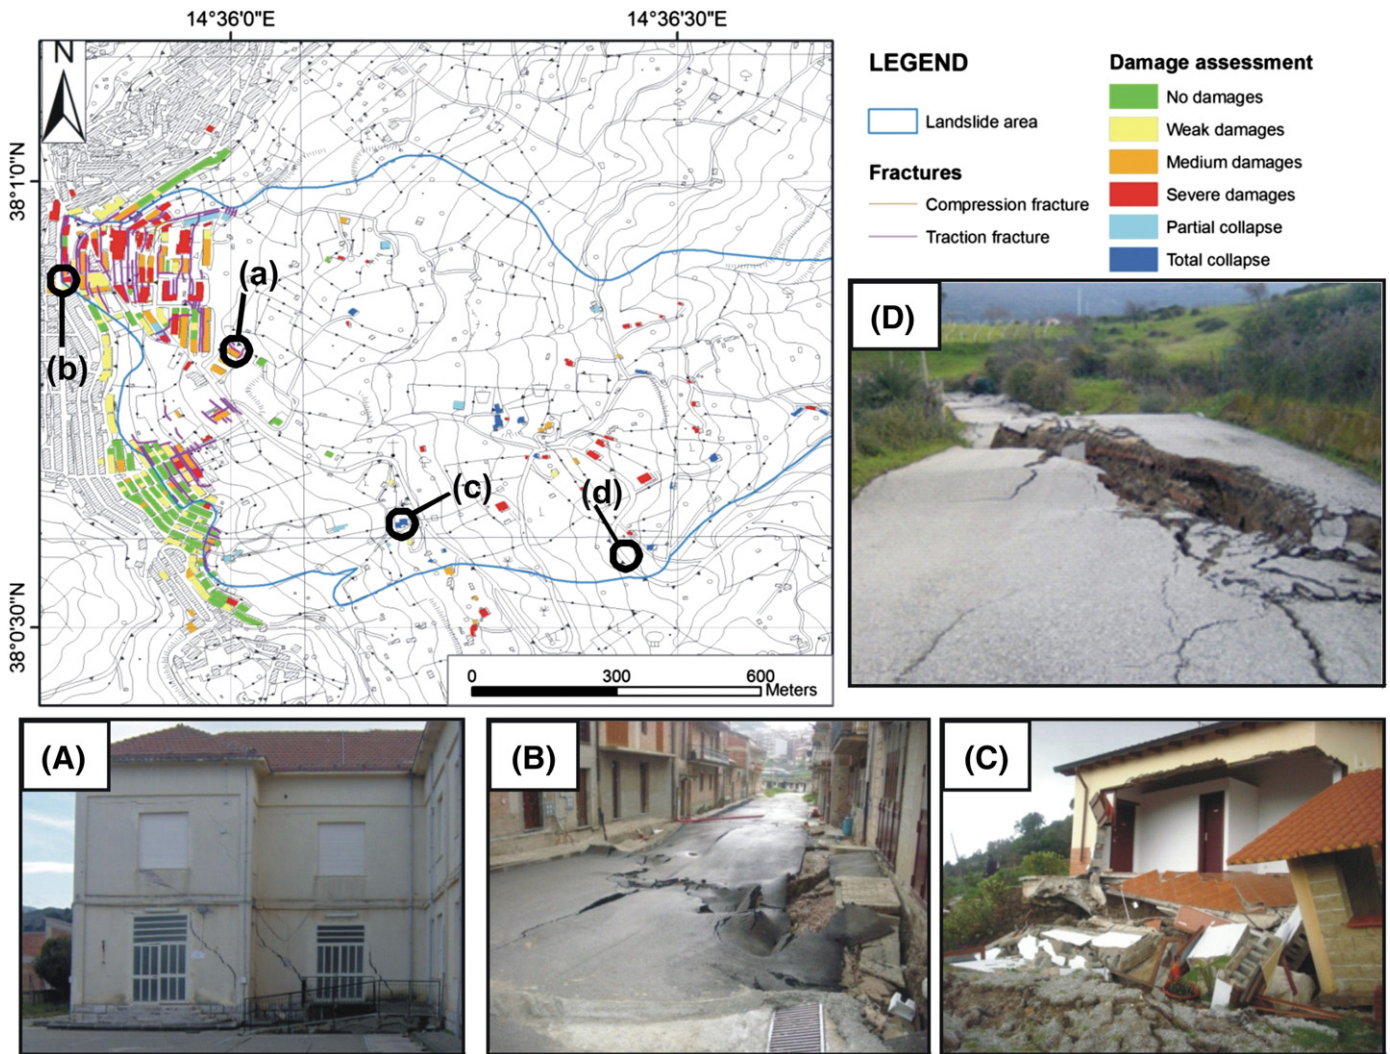 14°36'0"E
14°36'30"E
N
38°1'0"N
38°0'30"N
(a)
(b)
(c)
(d)
0
300
600
Meters
LEGEND
Landslide area
Fractures
Compression fracture
Traction fracture
Damage assessment
No damages
Weak damages
Medium damages
Severe damages
Partial collapse
Total collapse
(D)
(A)
(B)
(C)